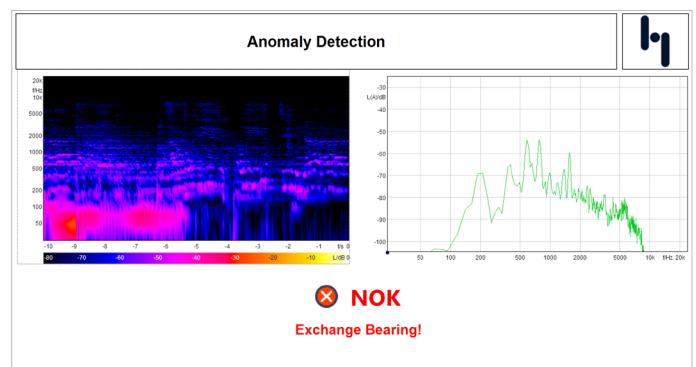 Anomaly Detection
20k
f/Hz
10k
5000
2000
1000
500
200
100
50
-10 -9 -8 -7 -6 -5 -4 -3 -2 -1 t/s 0
-80 -70 -60 -50 -40 -30 -20 -10 L/dB 0
-30
L(A)/dB
-40
-50
-60
-70
-80
-90
-100
50 100 200 500 1000 2000 5000 10k f/Hz 20k
NOK
Exchange Bearing!